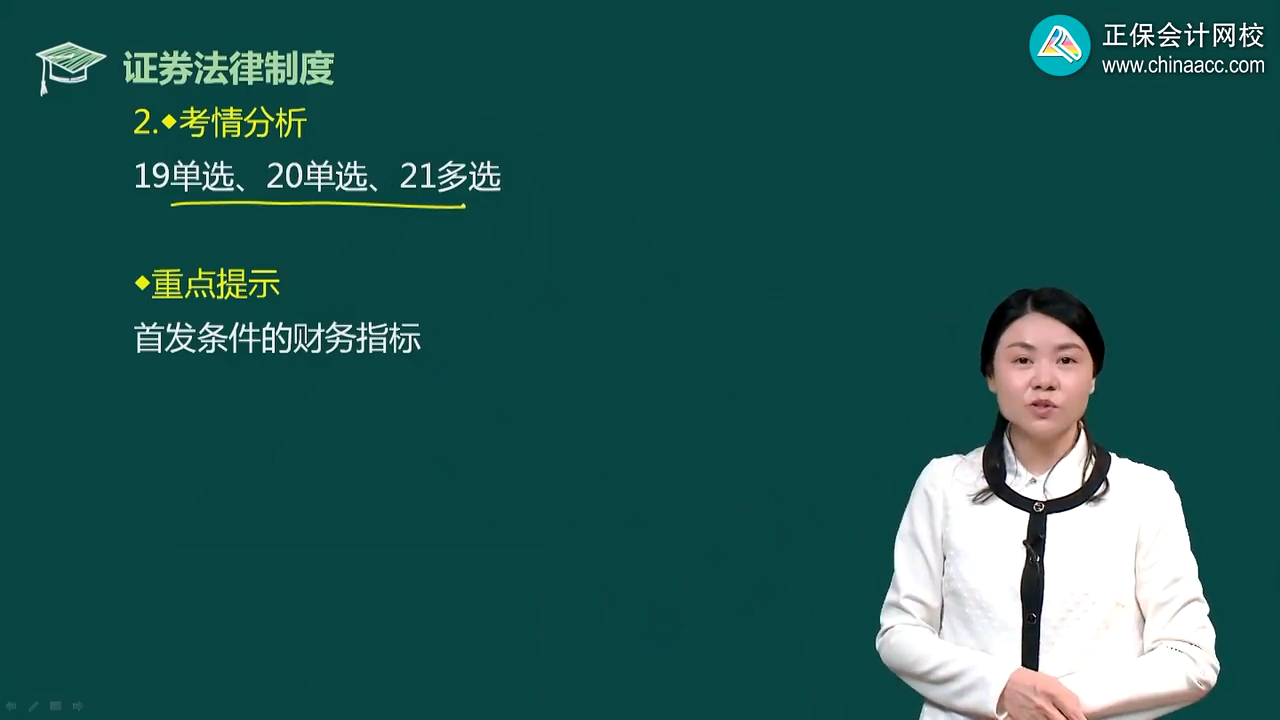 证券法律制度
正保会计网校
www.chinaacc.com
2.◆考情分析
19单选、20单选、21多选
◆重点提示
首发条件的财务指标